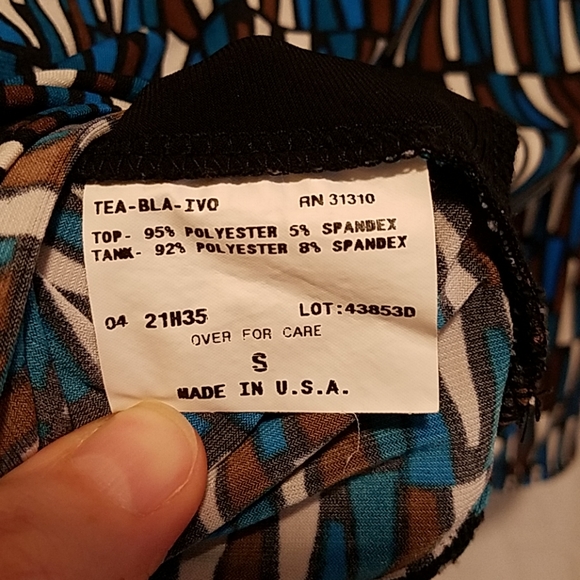 TEA-BLA-IVO RN 31310
TOP- 95% POLYESTER 5% SPANDEX
TANK- 92% POLYESTER 8% SPANDEX
04 21H35 LOT:43853D
OVER FOR CARE
S
MADE IN U.S.A.